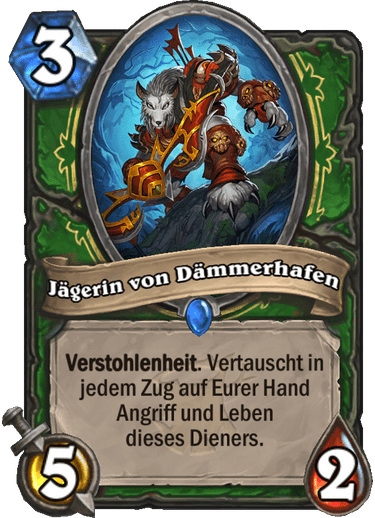 3
Jägerin von Dämmerhafen
Verstohlenheit. Vertauscht in
jedem Zug auf Eurer Hand
Angriff und Leben
dieses Dieners.
5
2